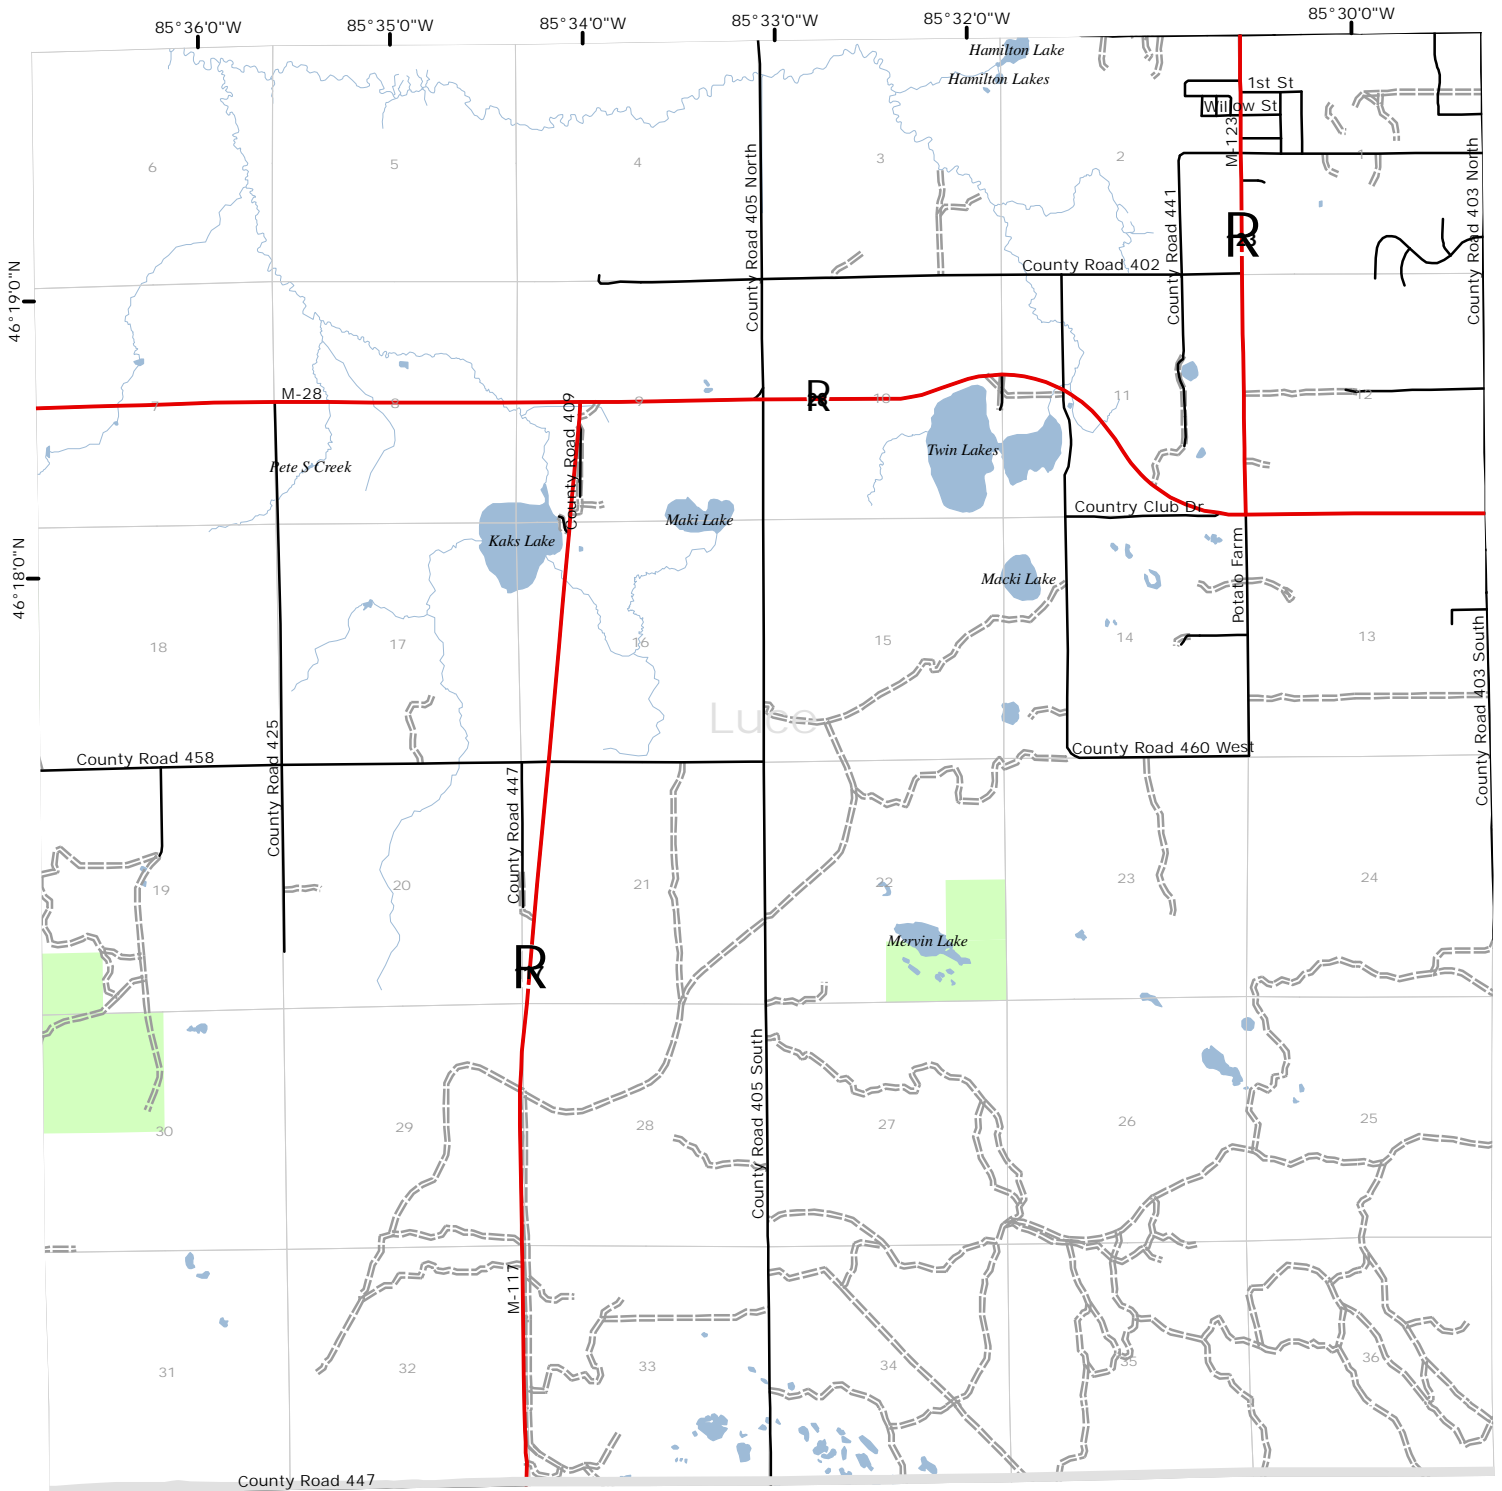 85°36'0"W
85°35'0"W
85°34'0"W
85°33'0"W
85°32'0"W
85°30'0"W
Hamilton Lake
Hamilton Lakes
1st St
Willow St
M-123
6
5
4
3
2
1
County Road 405 North
County Road 441
County Road 403 North
R
R
23
County Road 402
46°19'0"N
M-28
7
8
9
R
R
28
10
11
12
County Road 409
Pete S Creek
Twin Lakes
Country Club Dr
Kaks Lake
Maki Lake
Macki Lake
Potato Farm
46°18'0"N
18
17
16
15
14
13
Luce
County Road 403 South
County Road 425
County Road 458
County Road 460 West
County Road 447
19
20
21
22
23
24
Mervin Lake
R
R
County Road 405 South
30
29
28
27
26
25
M-117
31
32
33
34
35
36
County Road 447